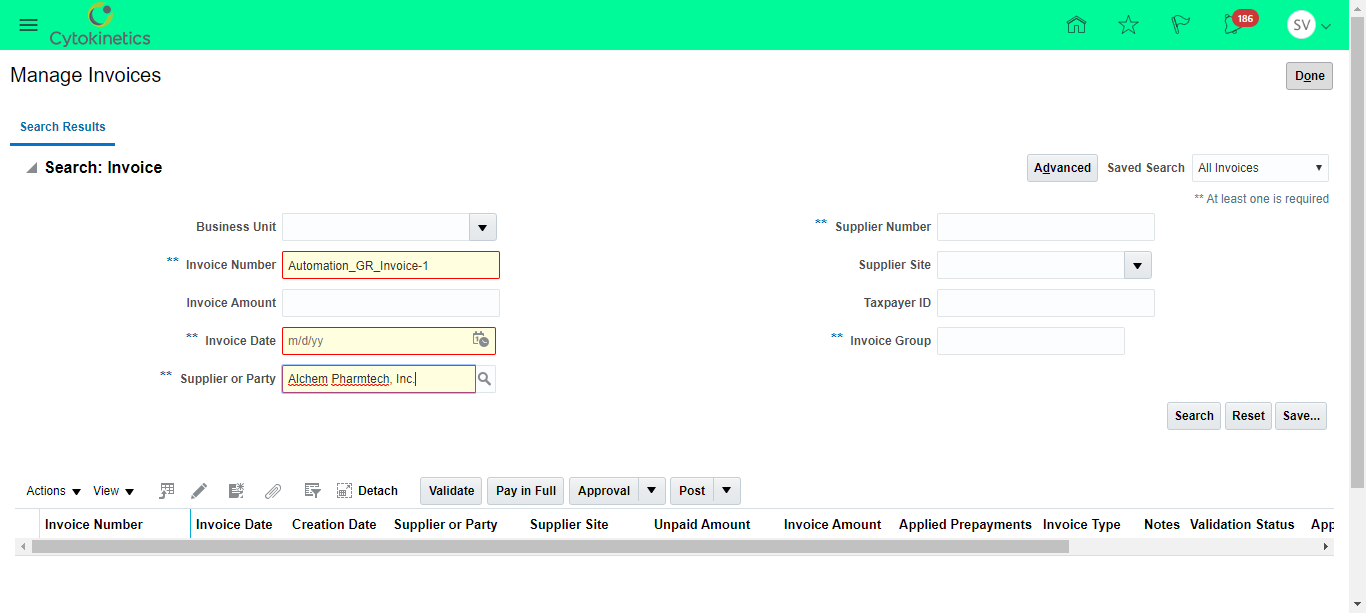 Cytokinetics
186
SV
Manage Invoices
Done
Search Results
Search: Invoice
Advanced Saved Search All Invoices
** At least one is required
Business Unit
** Invoice Number Automation_GR_Invoice-1
Invoice Amount
** Invoice Date m/d/yy
** Supplier or Party Alchem Pharmtech, Inc.
** Supplier Number
Supplier Site
Taxpayer ID
** Invoice Group
Search Reset Save...
Actions View Detach Validate Pay in Full Approval Post
Invoice Number Invoice Date Creation Date Supplier or Party Supplier Site Unpaid Amount Invoice Amount Applied Prepayments Invoice Type Notes Validation Status App